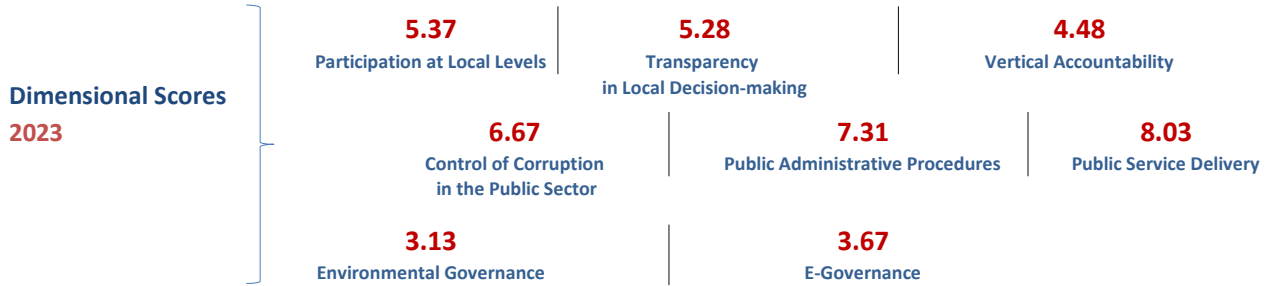 Dimensional Scores
2023
5.37
Participation at Local Levels
5.28
Transparency
in Local Decision-making
4.48
Vertical Accountability
6.67
Control of Corruption
in the Public Sector
7.31
Public Administrative Procedures
8.03
Public Service Delivery
3.13
Environmental Governance
3.67
E-Governance